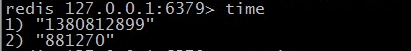 redis 127.0.0.1:6379> time
1) "1380812899"
2) "881270"